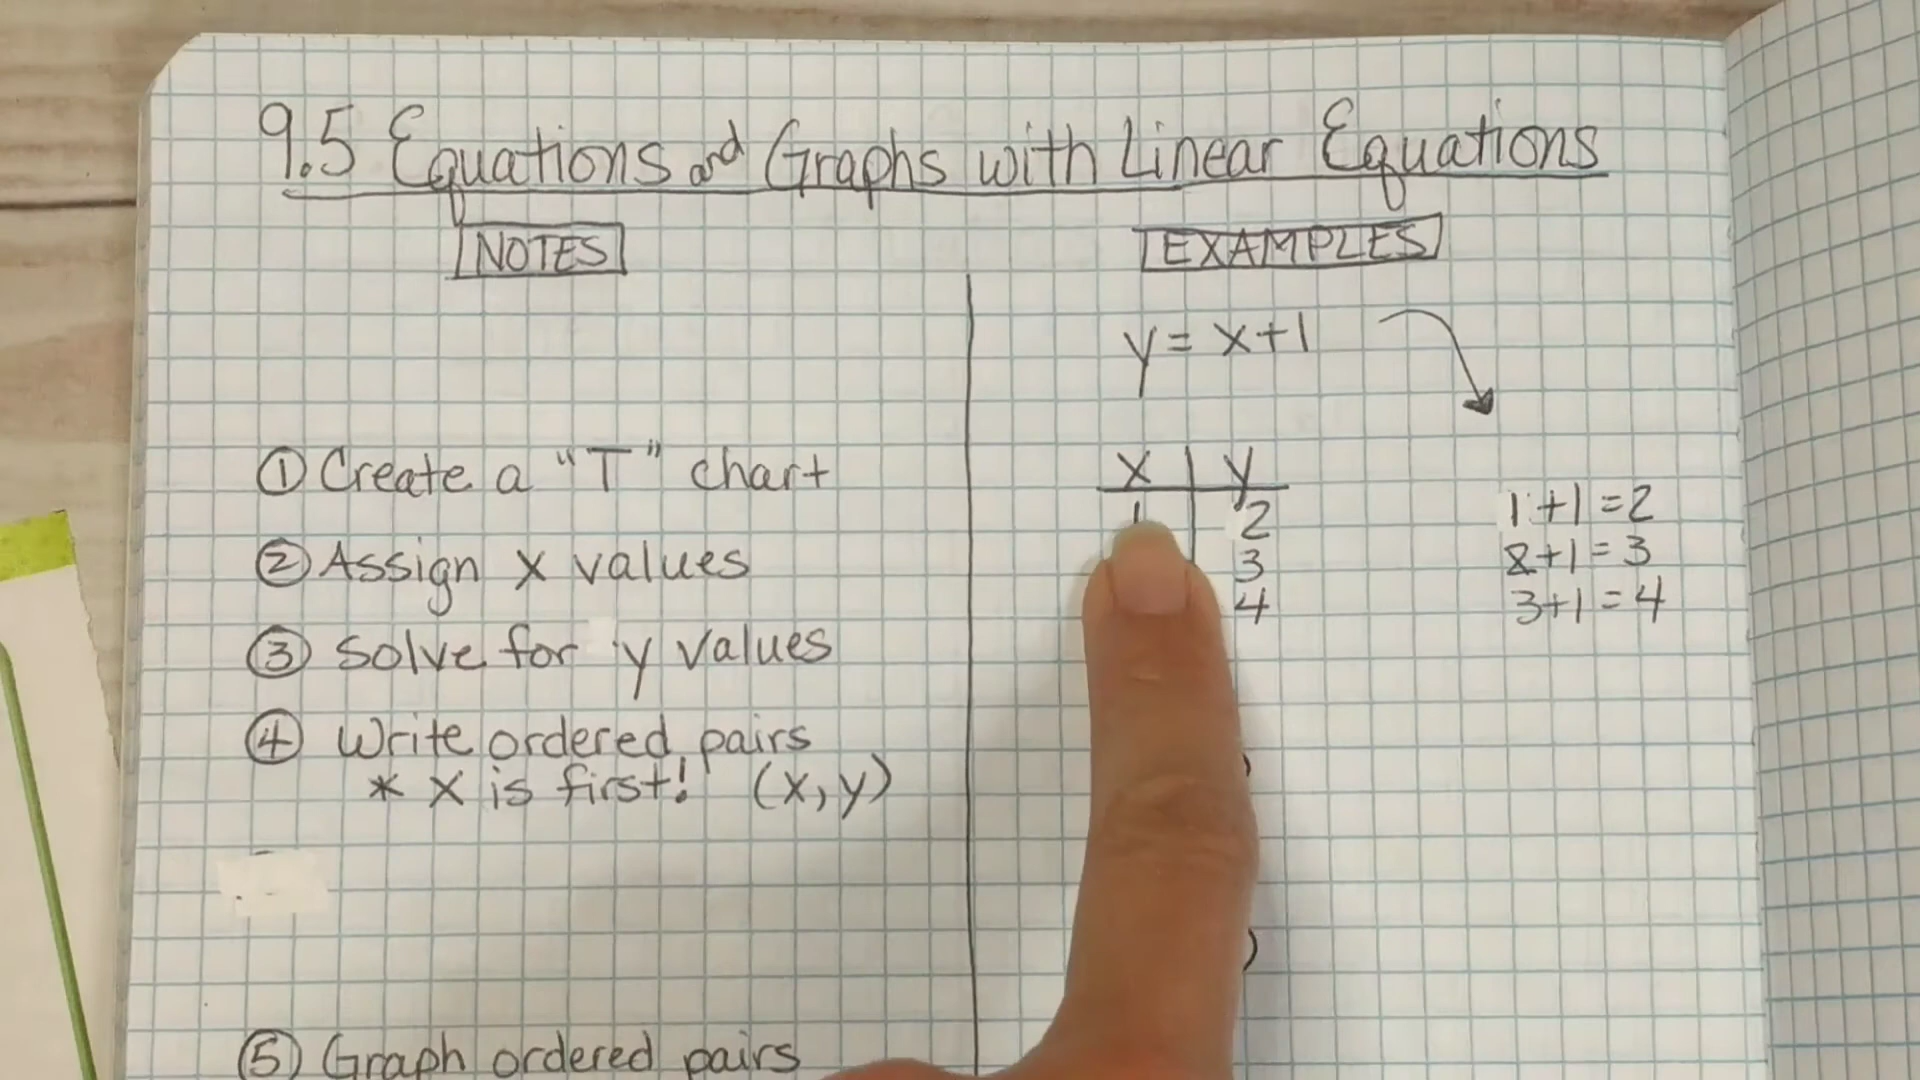 9.5 Equations and Graphs with Linear Equations
NOTES
① Create a "T" chart
② Assign x values
③ Solve for y values
④ Write ordered pairs
* X is first! (x,y)
⑤ Graph ordered pairs
EXAMPLES
y = x+1
x | y
1 2
3
4
1+1=2
2+1=3
3+1=4